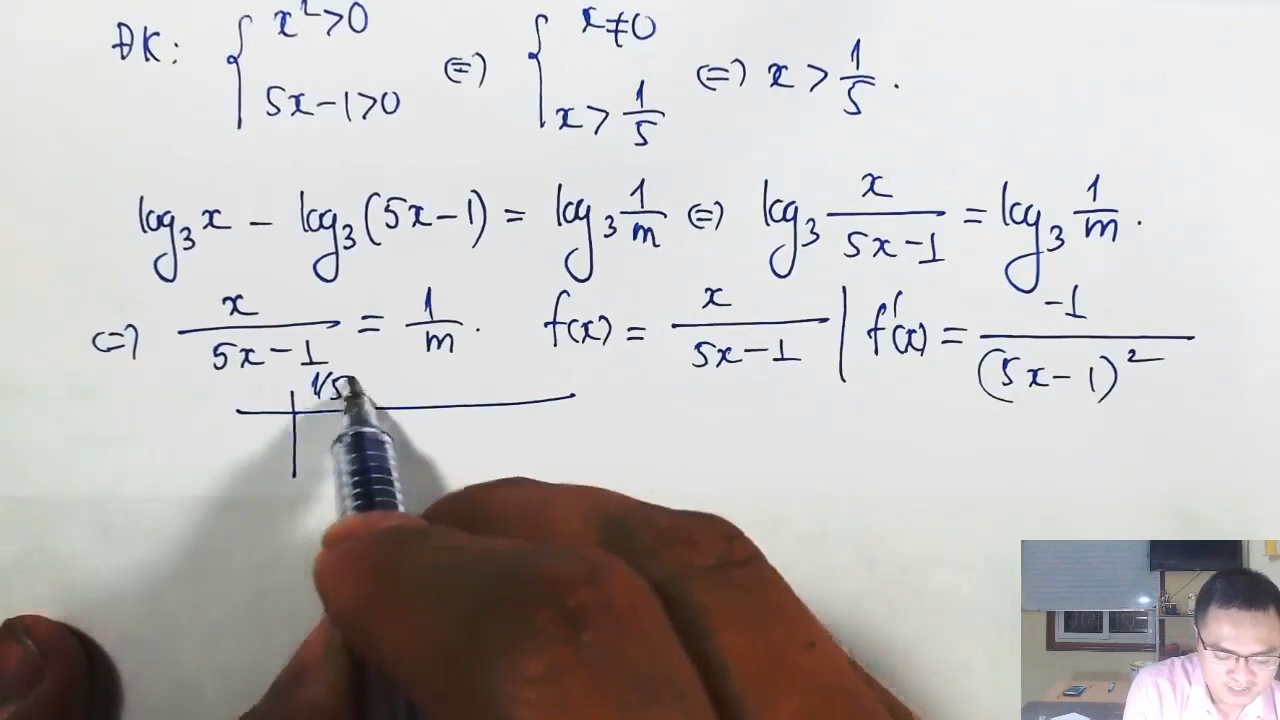 ĐK: { x² > 0 ⇔ { x ≠ 0 ⇔ x > 1/5 .
5x − 1 > 0 x > 1/5
log₃ x − log₃ (5x − 1) = log₃ 1/m ⇔ log₃ x/(5x − 1) = log₃ 1/m .
⇔ x/(5x − 1) = 1/m . f(x) = x/(5x − 1) | f'(x) = −1/(5x − 1)²
1/5